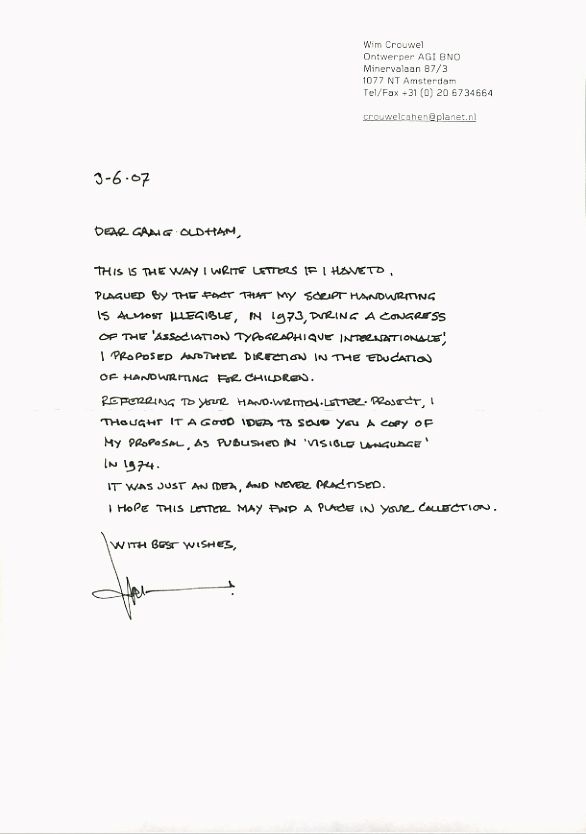 Wim Crouwel
Ontwerper AGI BNO
Minervalaan 87/3
1077 NT Amsterdam
Tel/Fax +31 (0) 20 6734664
crouwelcahen@planet.nl
3-6-07
DEAR GRAIG OLDHAM,
THIS IS THE WAY I WRITE LETTERS IF I HAVE TO.
PLAGUED BY THE FACT THAT MY SCRIPT HANDWRITING
IS ALMOST ILLEGIBLE, IN 1973, DURING A CONGRESS
OF THE 'ASSOCIATION TYPOGRAPHIQUE INTERNATIONALE',
I PROPOSED ANOTHER DIRECTION IN THE EDUCATION
OF HANDWRITING FOR CHILDREN.
REFERRING TO YOUR HAND-WRITTEN-LETTER-PROJECT, I
THOUGHT IT A GOOD IDEA TO SEND YOU A COPY OF
MY PROPOSAL, AS PUBLISHED IN 'VISIBLE LANGUAGE'
IN 1974.
IT WAS JUST AN IDEA, AND NEVER PRACTISED.
I HOPE THIS LETTER MAY FIND A PLACE IN YOUR COLLECTION.
WITH BEST WISHES,